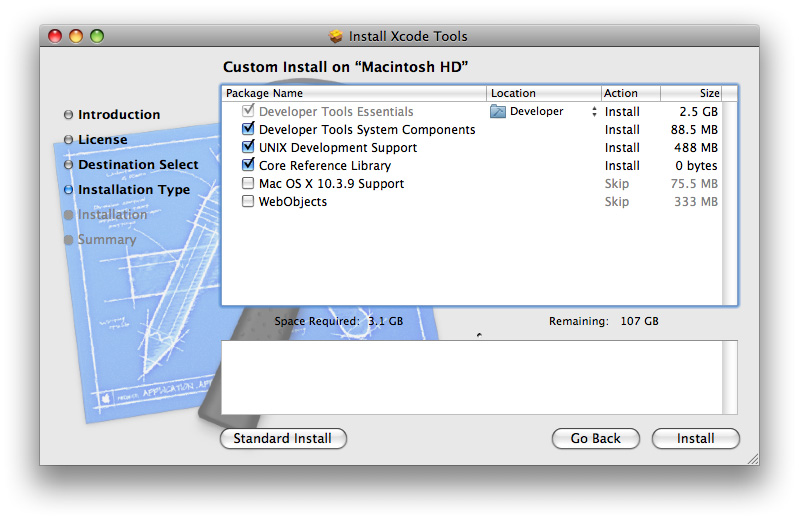 Install Xcode Tools
Custom Install on “Macintosh HD”
Introduction
License
Destination Select
Installation Type
Installation
Summary
Package Name Location Action Size
Developer Tools Essentials Developer Install 2.5 GB
Developer Tools System Components Install 88.5 MB
UNIX Development Support Install 488 MB
Core Reference Library Install 0 bytes
Mac OS X 10.3.9 Support Skip 75.5 MB
WebObjects Skip 333 MB
Space Required: 3.1 GB Remaining: 107 GB
APPLICATION
Standard Install Go Back Install